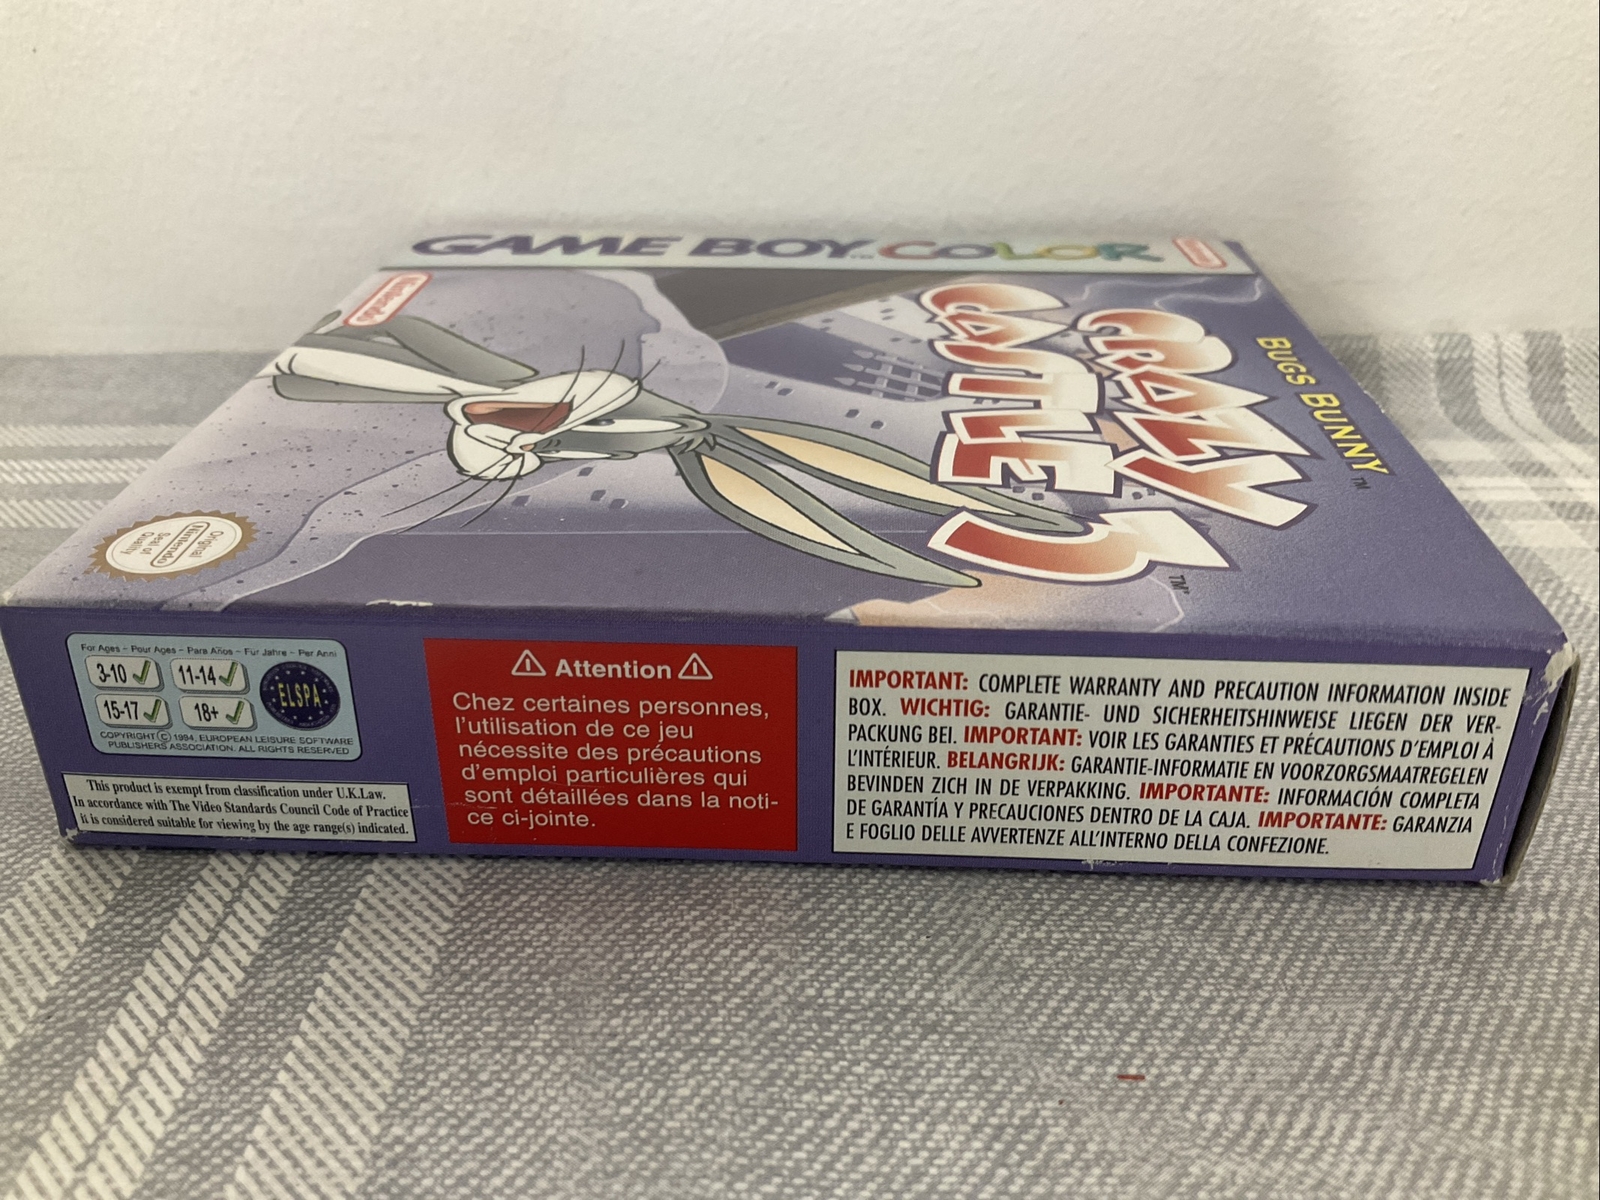 GAME BOY COLOR
Nintendo
Nintendo
BUGS BUNNY™
CRAZY
CASTLE
3™
Original
Nintendo
Seal of
Quality
For Ages - Pour Ages - Para Años - Für Jahre - Per Anni
3-10 11-14
15-17 18+
ELSPA
COPYRIGHT © 1994, EUROPEAN LEISURE SOFTWARE
PUBLISHERS ASSOCIATION. ALL RIGHTS RESERVED
This product is exempt from classification under U.K.Law.
In accordance with The Video Standards Council Code of Practice
it is considered suitable for viewing by the age range(s) indicated.
⚠ Attention ⚠
Chez certaines personnes,
l'utilisation de ce jeu
nécessite des précautions
d'emploi particulières qui
sont détaillées dans la noti-
ce ci-jointe.
IMPORTANT: COMPLETE WARRANTY AND PRECAUTION INFORMATION INSIDE
BOX. WICHTIG: GARANTIE- UND SICHERHEITSHINWEISE LIEGEN DER VER-
PACKUNG BEI. IMPORTANT: VOIR LES GARANTIES ET PRÉCAUTIONS D'EMPLOI À
L'INTÉRIEUR. BELANGRIJK: GARANTIE-INFORMATIE EN VOORZORGSMAATREGELEN
BEVINDEN ZICH IN DE VERPAKKING. IMPORTANTE: INFORMACIÓN COMPLETA
DE GARANTÍA Y PRECAUCIONES DENTRO DE LA CAJA. IMPORTANTE: GARANZIA
E FOGLIO DELLE AVVERTENZE ALL'INTERNO DELLA CONFEZIONE.